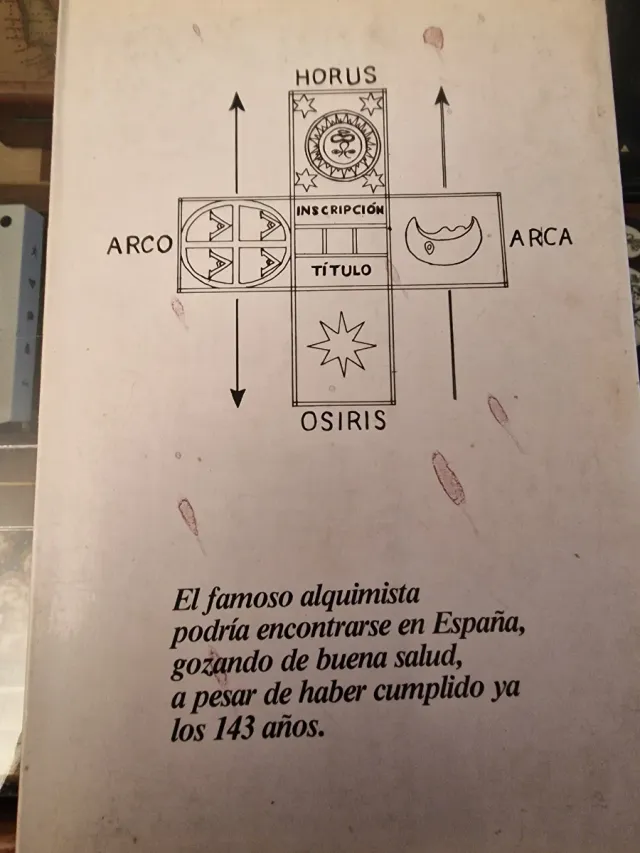 HORUS
INSCRIPCIÓN
ARCO
ARCA
TÍTULO
OSIRIS
El famoso alquimista
podría encontrarse en España,
gozando de buena salud,
a pesar de haber cumplido ya
los 143 años.